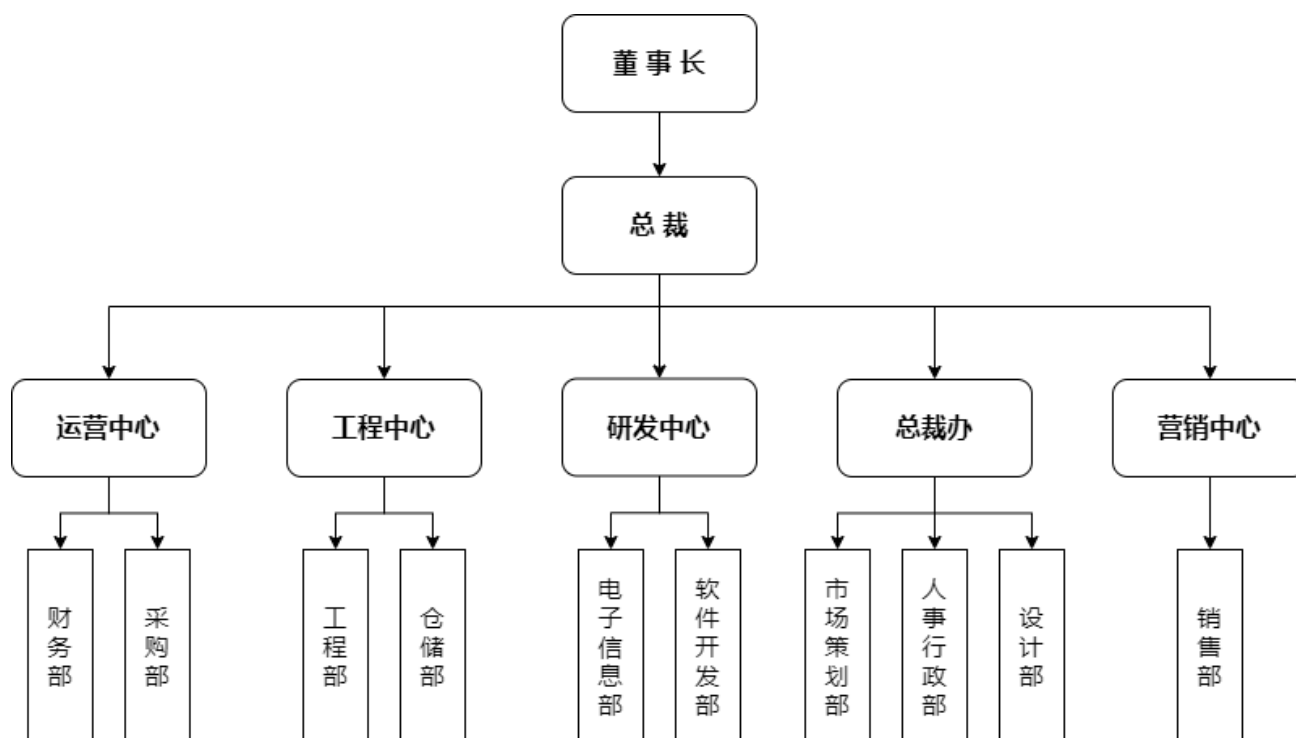 董事长
总裁
运营中心
工程中心
研发中心
总裁办
营销中心
财务部
采购部
工程部
仓储部
电子信息部
软件开发部
市场策划部
人事行政部
设计部
销售部